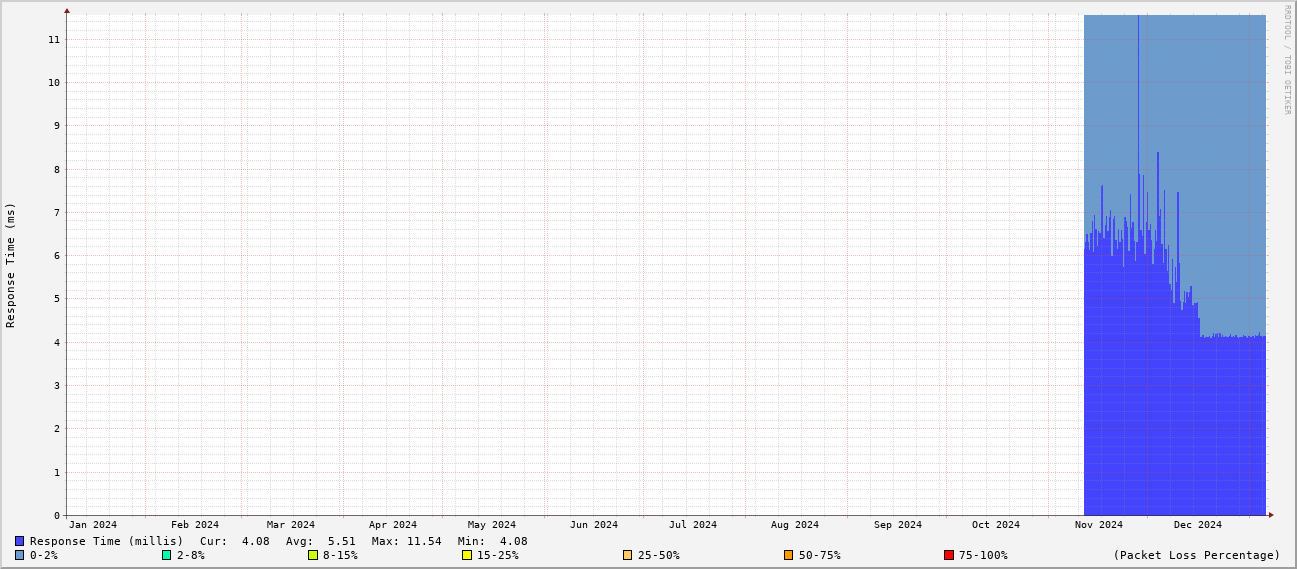 RRDTOOL / TOBI OETIKER
Response Time (ms)
11
10
9
8
7
6
5
4
3
2
1
0
Jan 2024 Feb 2024 Mar 2024 Apr 2024 May 2024 Jun 2024 Jul 2024 Aug 2024 Sep 2024 Oct 2024 Nov 2024 Dec 2024
Response Time (millis) Cur: 4.08 Avg: 5.51 Max: 11.54 Min: 4.08
0-2% 2-8% 8-15% 15-25% 25-50% 50-75% 75-100% (Packet Loss Percentage)